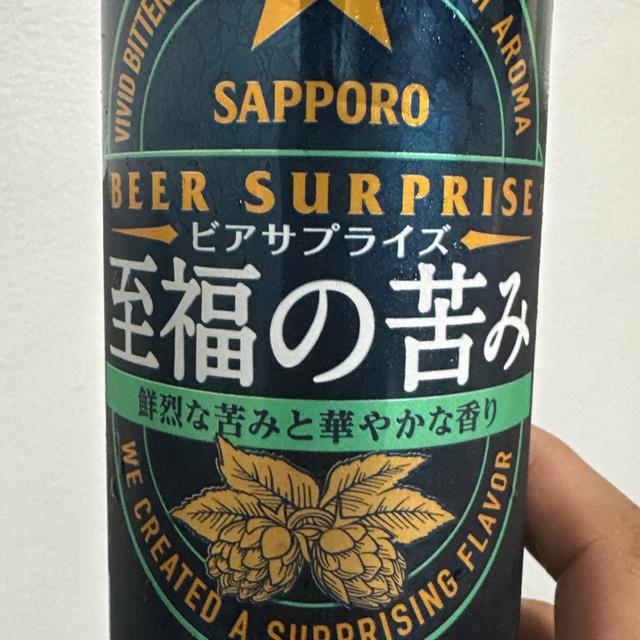 VIVID BITTER
AROMA
SAPPORO
BEER SURPRISE
ビアサプライズ
至福の苦み
鮮烈な苦みと華やかな香り
WE CREATED A SURPRISING FLAVOR